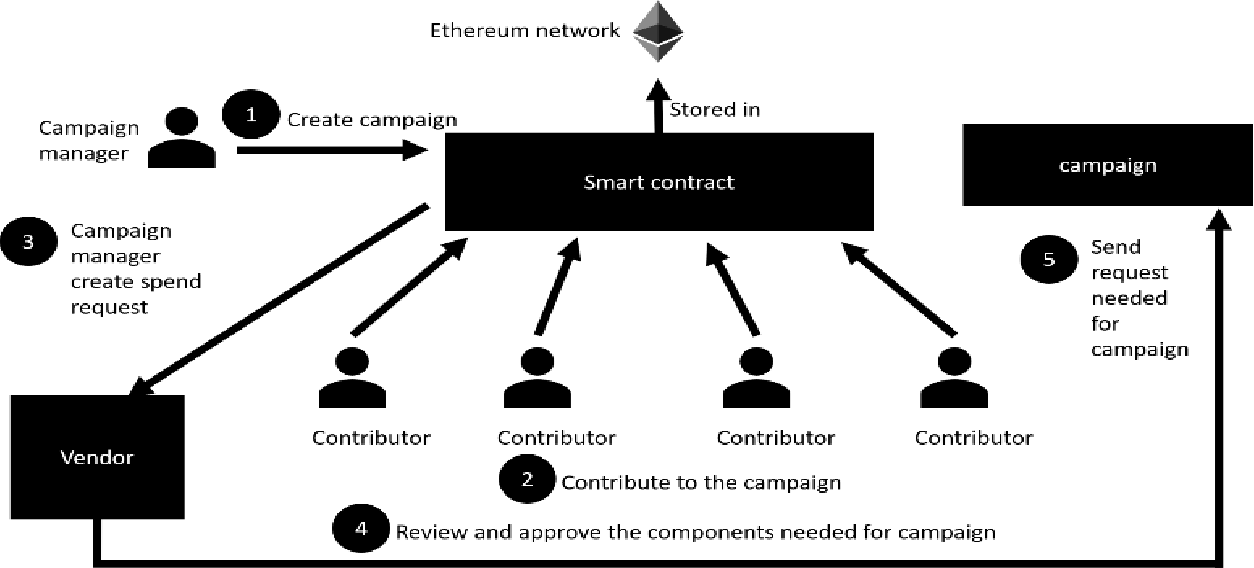 Ethereum network
Stored in
1
Create campaign
Campaign
manager
Smart contract
campaign
3
Campaign
manager
create spend
request
5
Send
request
needed
for
campaign
Vendor
Contributor
Contributor
Contributor
Contributor
2
Contribute to the campaign
4
Review and approve the components needed for campaign